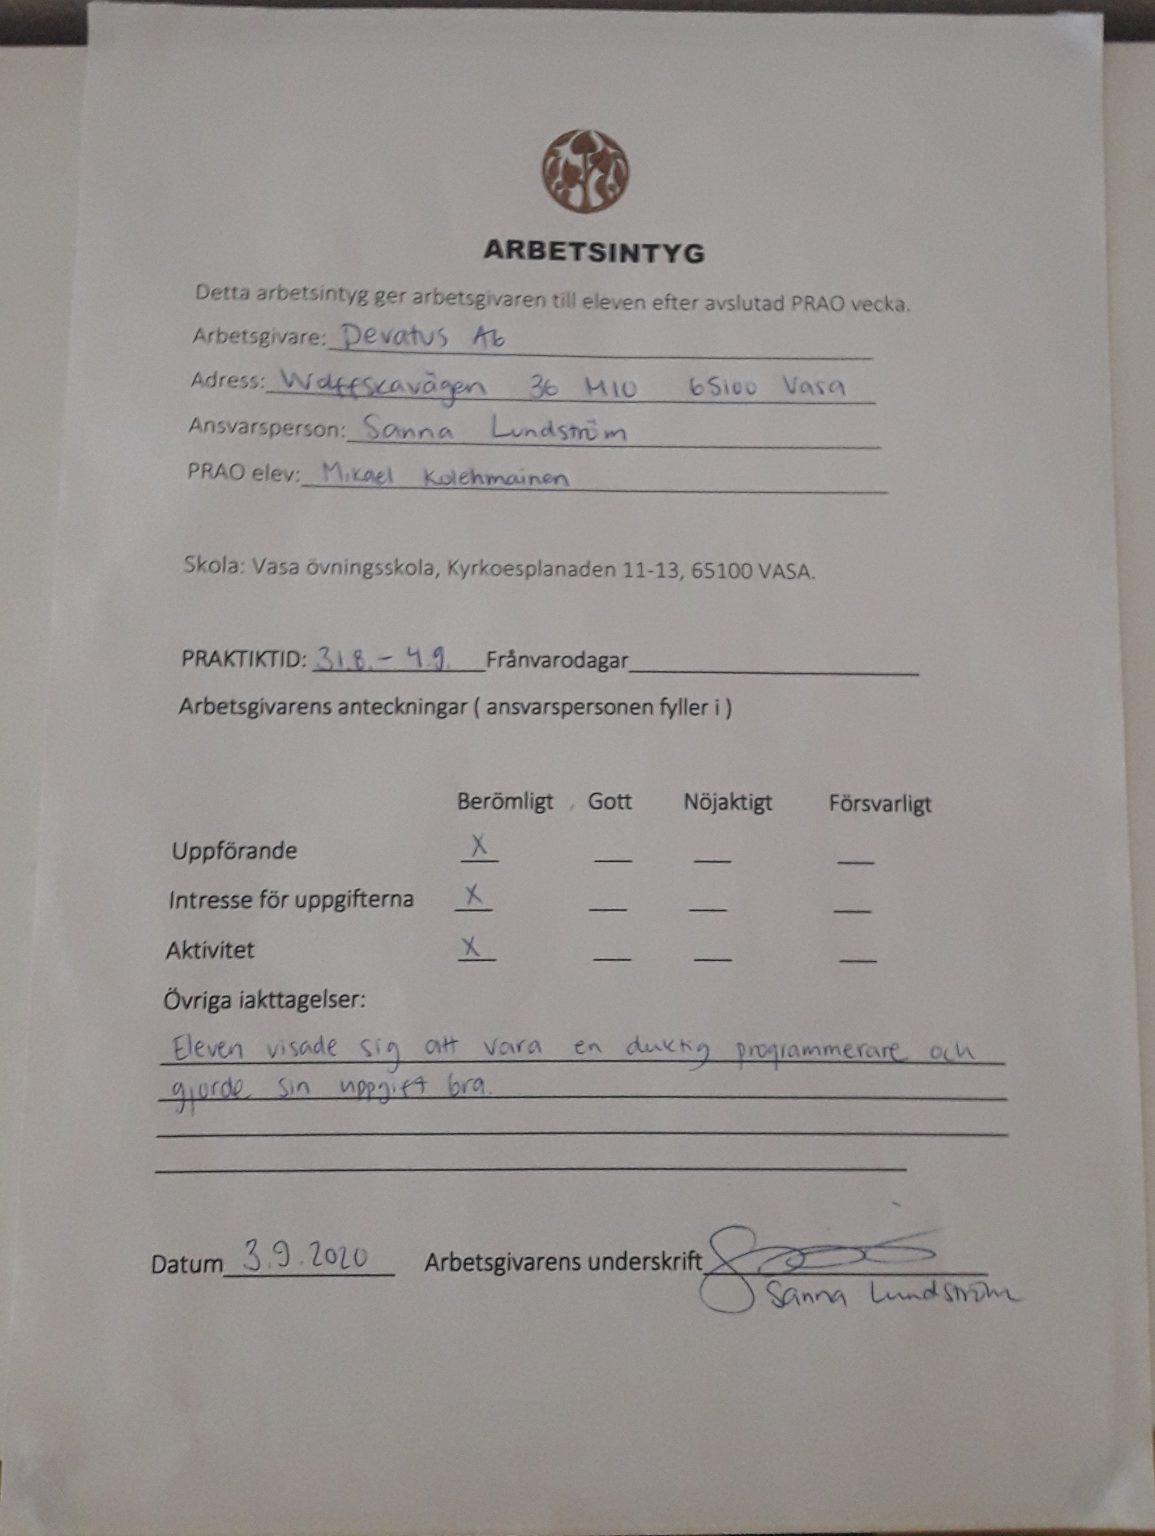 ARBETSINTYG
Detta arbetsintyg ger arbetsgivaren till eleven efter avslutad PRAO vecka.
Arbetsgivare: Devatus Ab
Adress: Wolffskavägen 36 M10 65100 Vasa
Ansvarsperson: Sanna Lundström
PRAO elev: Mikael Kolehmainen
Skola: Vasa övningsskola, Kyrkoesplanaden 11-13, 65100 VASA.
PRAKTIKTID: 31.8. – 4.9. Frånvarodagar
Arbetsgivarens anteckningar ( ansvarspersonen fyller i )
Berömligt Gott Nöjaktigt Försvarligt
Uppförande X
Intresse för uppgifterna X
Aktivitet X
Övriga iakttagelser:
Eleven visade sig att vara en duktig programmerare och
gjorde sin uppgift bra.
Datum 3.9.2020 Arbetsgivarens underskrift
Sanna Lundström